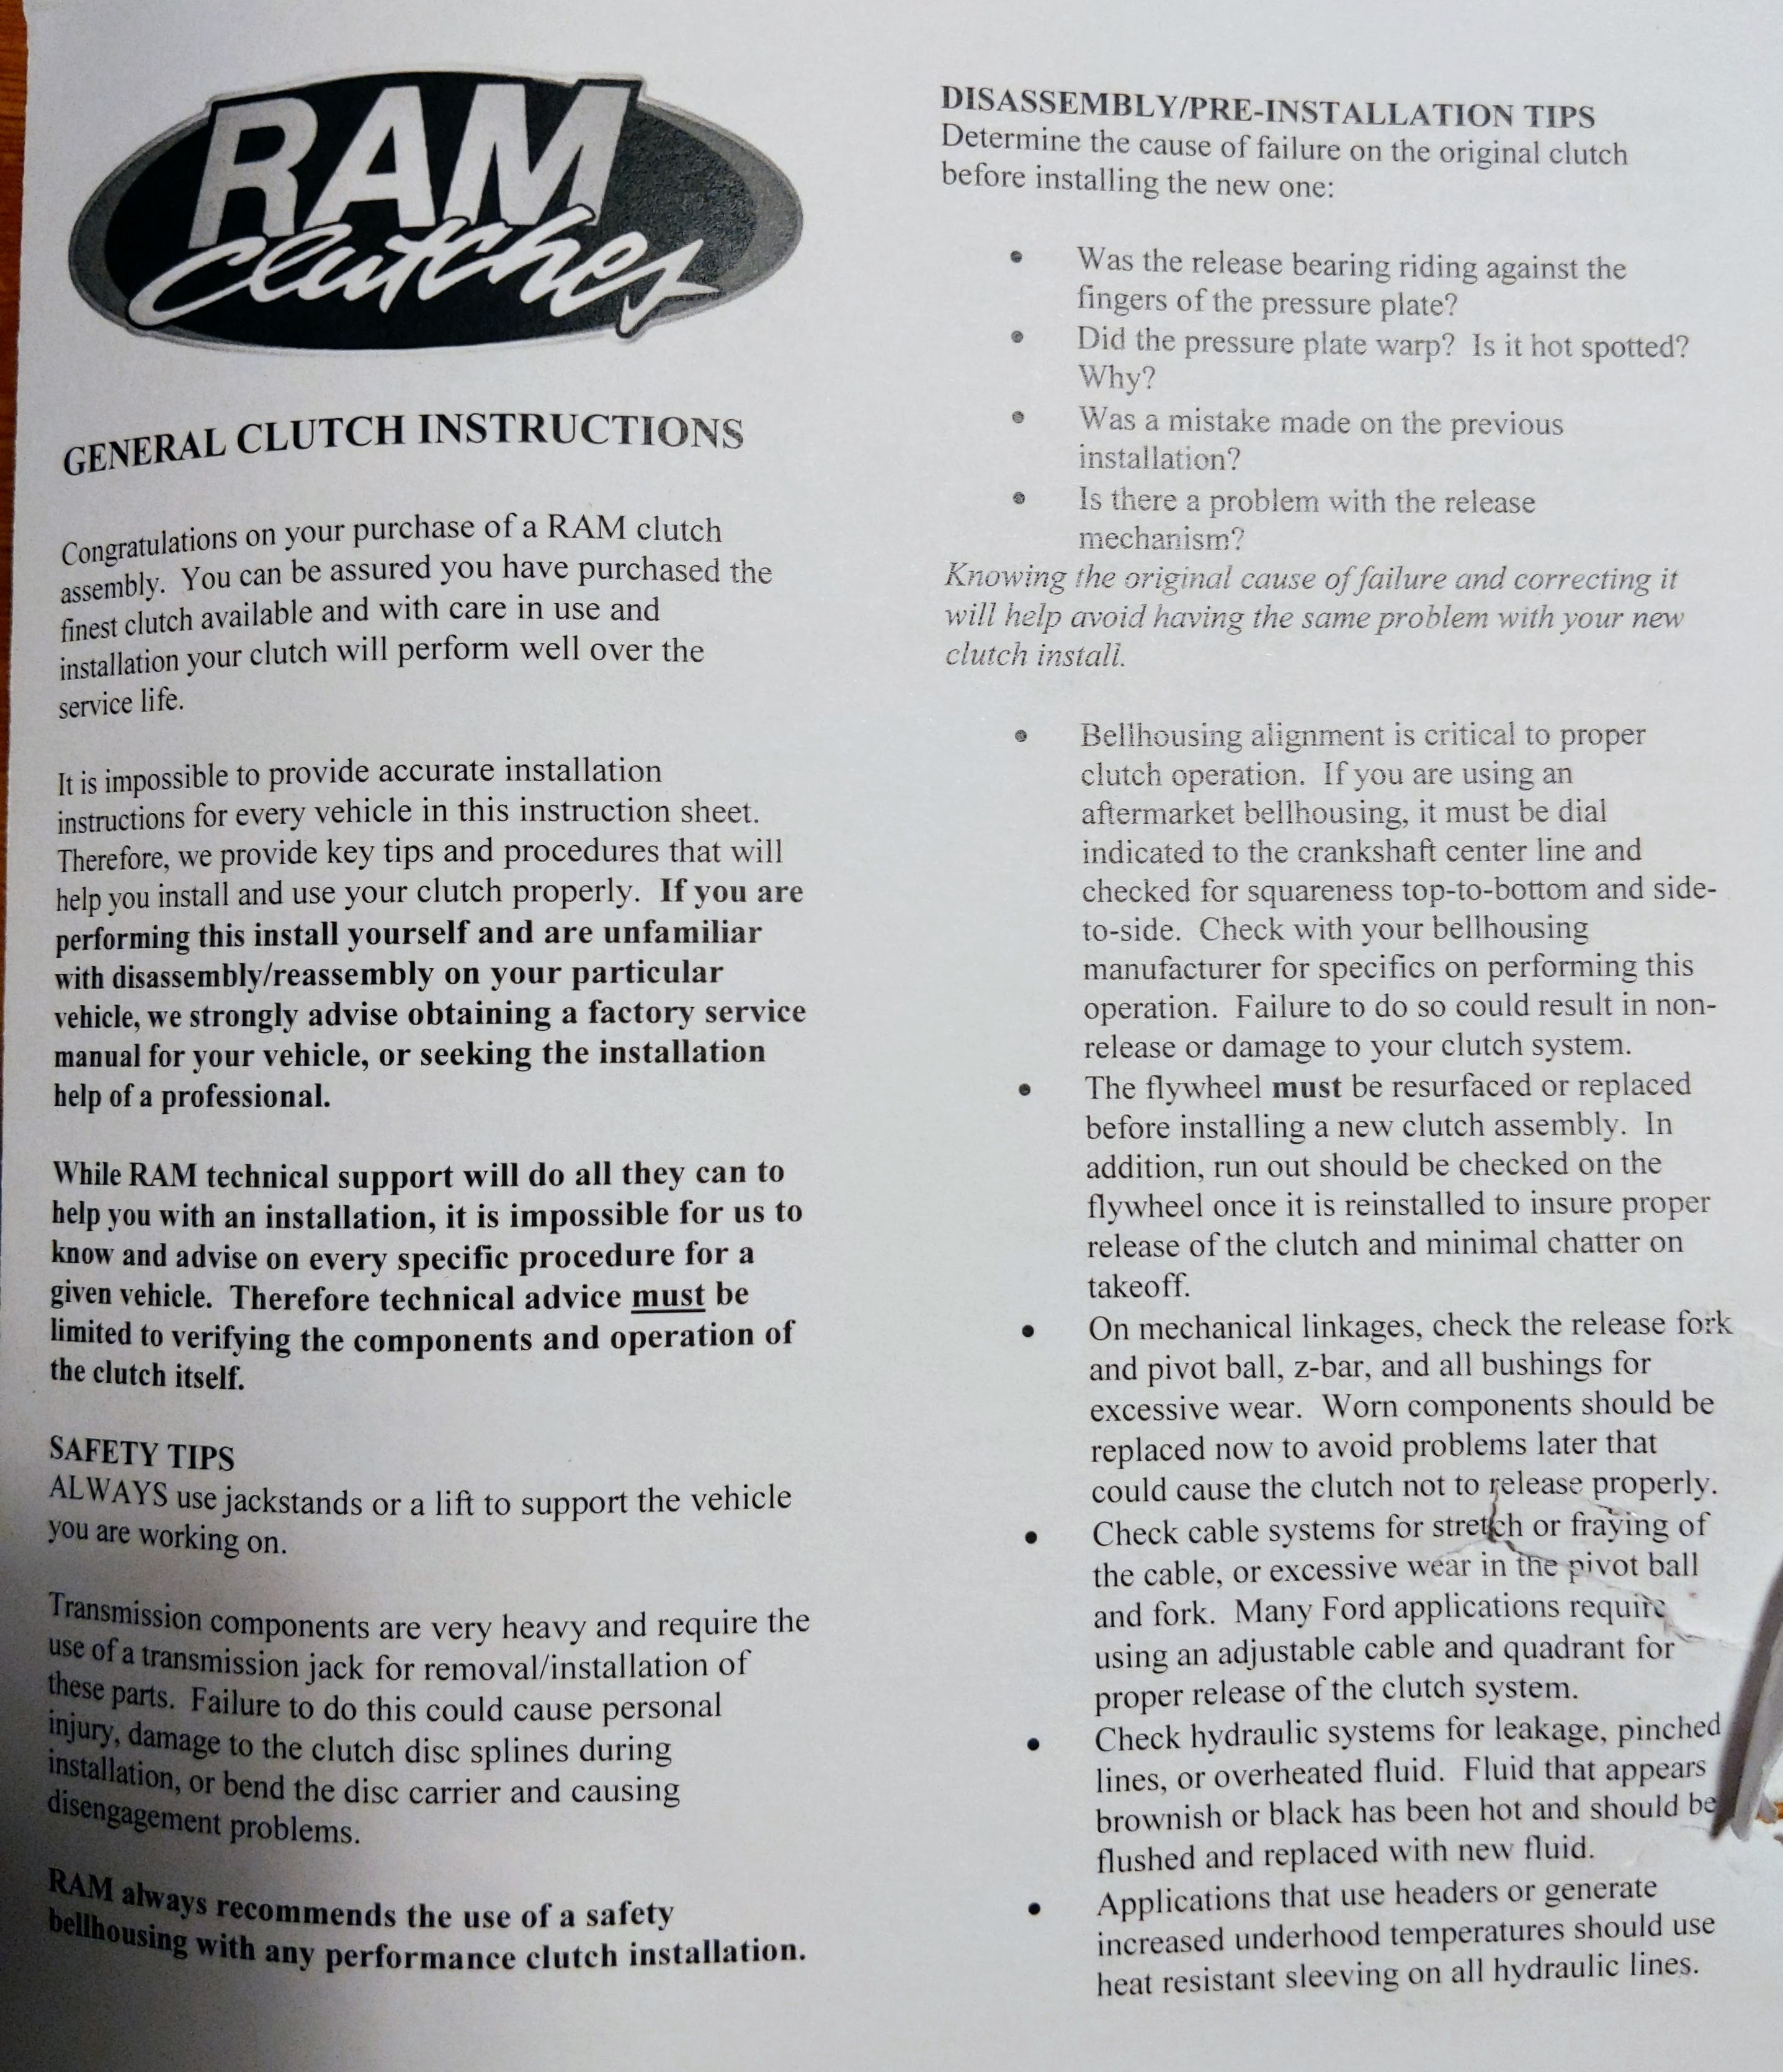 RAM
clutches
GENERAL CLUTCH INSTRUCTIONS
Congratulations on your purchase of a RAM clutch
assembly. You can be assured you have purchased the
finest clutch available and with care in use and
installation your clutch will perform well over the
service life.
It is impossible to provide accurate installation
instructions for every vehicle in this instruction sheet.
Therefore, we provide key tips and procedures that will
help you install and use your clutch properly. If you are
performing this install yourself and are unfamiliar
with disassembly/reassembly on your particular
vehicle, we strongly advise obtaining a factory service
manual for your vehicle, or seeking the installation
help of a professional.
While RAM technical support will do all they can to
help you with an installation, it is impossible for us to
know and advise on every specific procedure for a
given vehicle. Therefore technical advice must be
limited to verifying the components and operation of
the clutch itself.
SAFETY TIPS
ALWAYS use jackstands or a lift to support the vehicle
you are working on.
Transmission components are very heavy and require the
use of a transmission jack for removal/installation of
these parts. Failure to do this could cause personal
injury, damage to the clutch disc splines during
installation, or bend the disc carrier and causing
disengagement problems.
RAM always recommends the use of a safety
bellhousing with any performance clutch installation.
DISASSEMBLY/PRE-INSTALLATION TIPS
Determine the cause of failure on the original clutch
before installing the new one:
• Was the release bearing riding against the
fingers of the pressure plate?
• Did the pressure plate warp? Is it hot spotted?
Why?
• Was a mistake made on the previous
installation?
• Is there a problem with the release
mechanism?
Knowing the original cause of failure and correcting it
will help avoid having the same problem with your new
clutch install.
• Bellhousing alignment is critical to proper
clutch operation. If you are using an
aftermarket bellhousing, it must be dial
indicated to the crankshaft center line and
checked for squareness top-to-bottom and side-
to-side. Check with your bellhousing
manufacturer for specifics on performing this
operation. Failure to do so could result in non-
release or damage to your clutch system.
• The flywheel must be resurfaced or replaced
before installing a new clutch assembly. In
addition, run out should be checked on the
flywheel once it is reinstalled to insure proper
release of the clutch and minimal chatter on
takeoff.
• On mechanical linkages, check the release fork
and pivot ball, z-bar, and all bushings for
excessive wear. Worn components should be
replaced now to avoid problems later that
could cause the clutch not to release properly.
• Check cable systems for stretch or fraying of
the cable, or excessive wear in the pivot ball
and fork. Many Ford applications require
using an adjustable cable and quadrant for
proper release of the clutch system.
• Check hydraulic systems for leakage, pinched
lines, or overheated fluid. Fluid that appears
brownish or black has been hot and should be
flushed and replaced with new fluid.
• Applications that use headers or generate
increased underhood temperatures should use
heat resistant sleeving on all hydraulic lines.